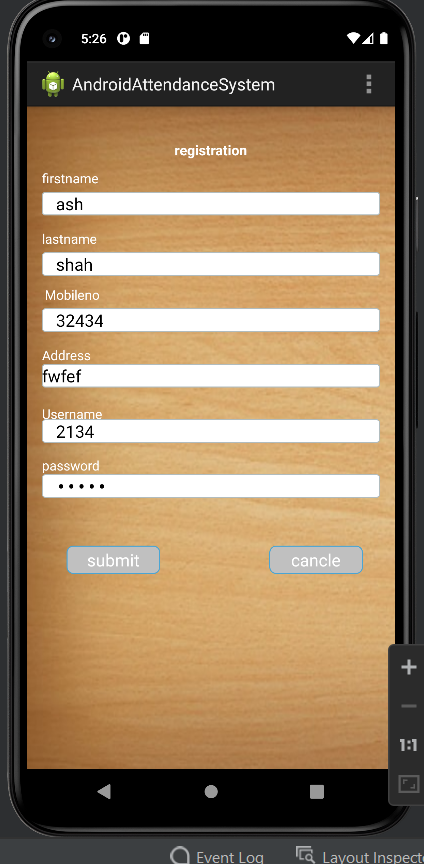 5:26
AndroidAttendanceSystem
registration
firstname
ash
lastname
shah
Mobileno
32434
Address
fwfef
Username
2134
password
•••••
submit cancle
1:1
Event Log Layout Inspect